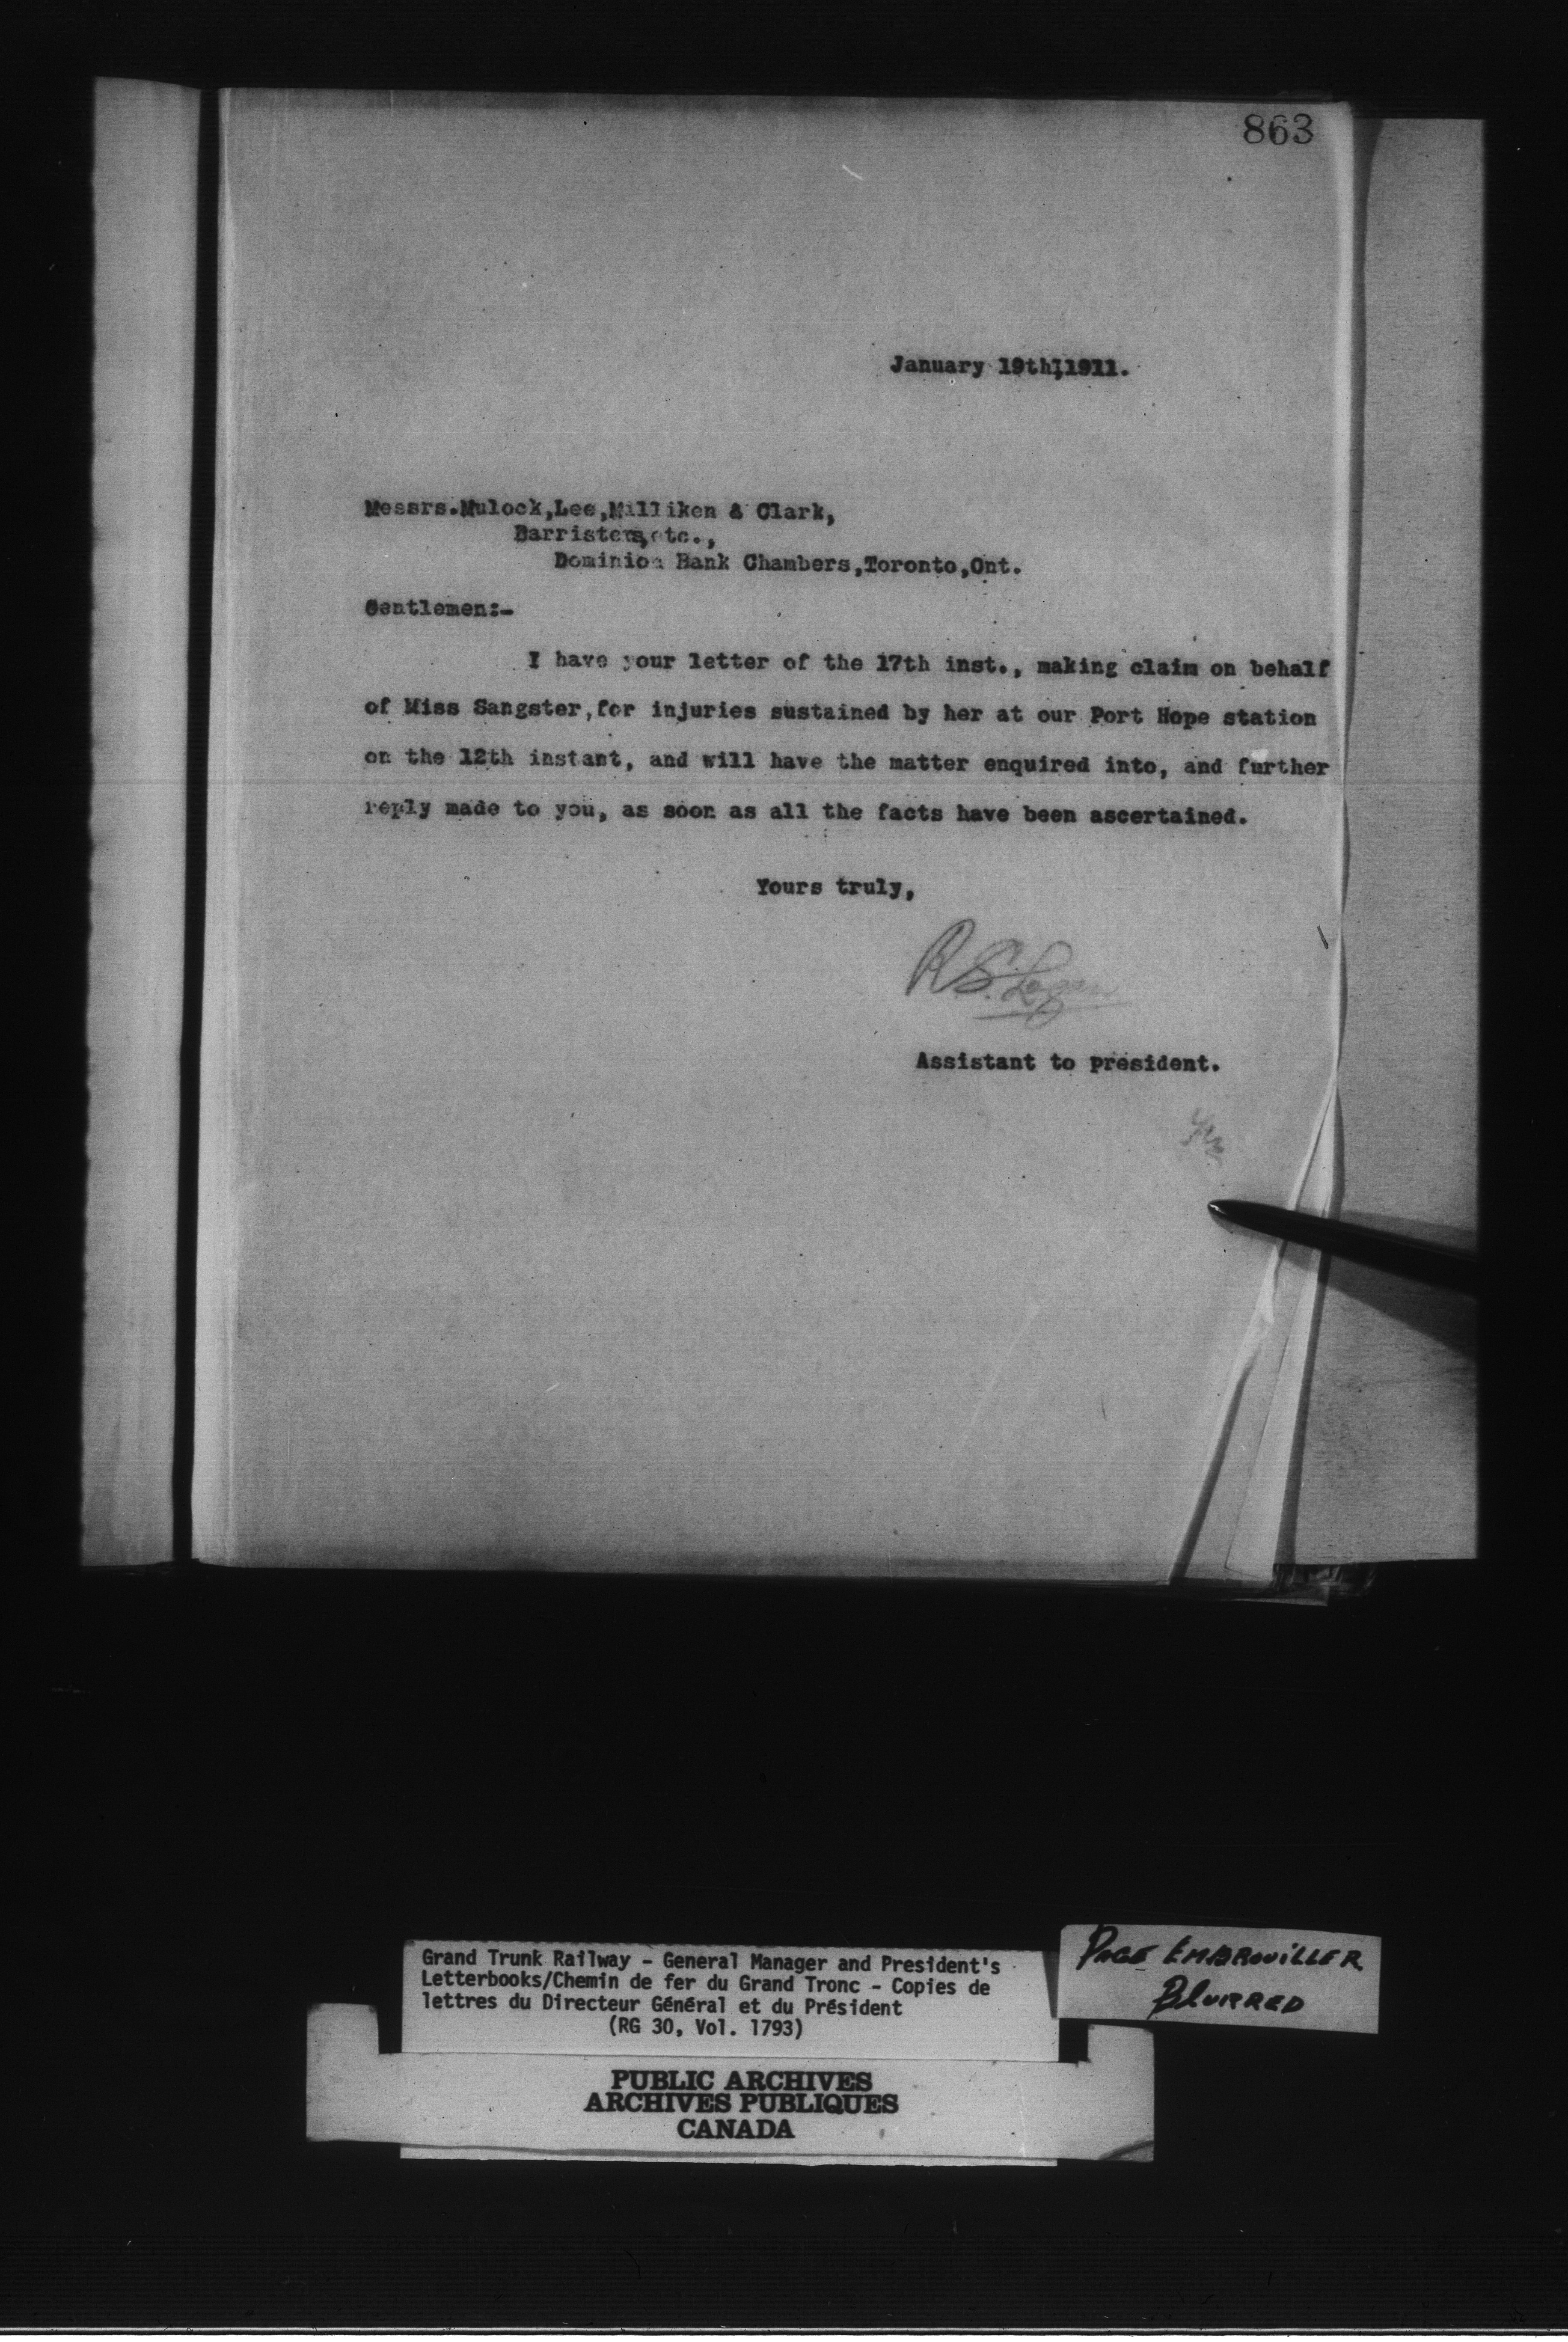 863
January 19th,1911.
Messrs.Mulock,Lee,Milliken & Clark,
Barristers,etc.,
Dominion Bank Chambers,Toronto,Ont.
Gentlemen:-
I have your letter of the 17th inst., making claim on behalf
of Miss Sangster,for injuries sustained by her at our Port Hope station
on the 12th instant, and will have the matter enquired into, and further
reply made to you, as soon as all the facts have been ascertained.
Yours truly,
R S. Logan
Assistant to president.
Grand Trunk Railway - General Manager and President's
Letterbooks/Chemin de fer du Grand Tronc - Copies de
lettres du Directeur Général et du Président
(RG 30, Vol. 1793)
PAGE EMBROUILLER
BLURRED
PUBLIC ARCHIVES
ARCHIVES PUBLIQUES
CANADA